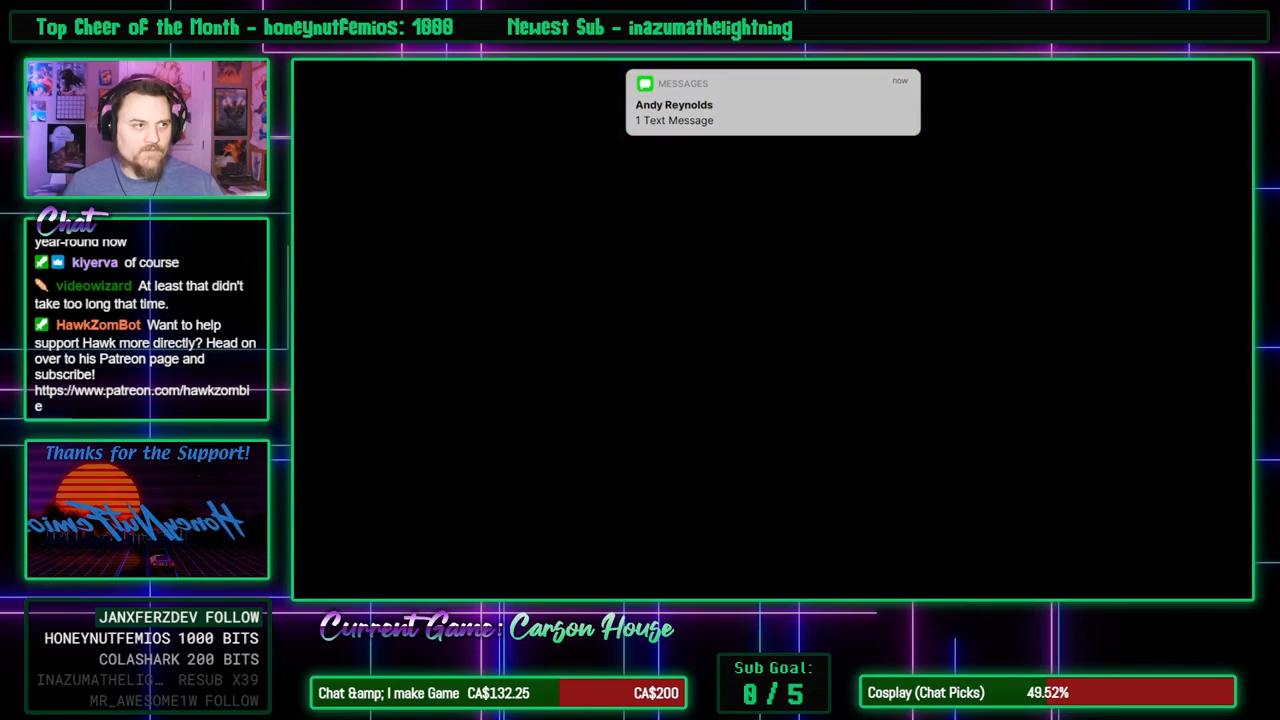 Top Cheer of the Month - honeynutfemios: 1000 Newest Sub - inazumathelightning
MESSAGES now
Andy Reynolds
1 Text Message
Chat
year-round now
kiyerva of course
videowizard At least that didn't
take too long that time.
HawkZomBot Want to help
support Hawk more directly? Head on
over to his Patreon page and
subscribe!
https://www.patreon.com/hawkzombi
e
Thanks for the Support!
HoneyNutFemio
JANXFERZDEV FOLLOW
HONEYNUTFEMIOS 1000 BITS
COLASHARK 200 BITS
INAZUMATHELIG… RESUB X39
MR_AWESOME1W FOLLOW
Current Game: Carson House
Chat &amp; I make Game CA$132.25 CA$200
Sub Goal:
0 / 5
Cosplay (Chat Picks) 49.52%